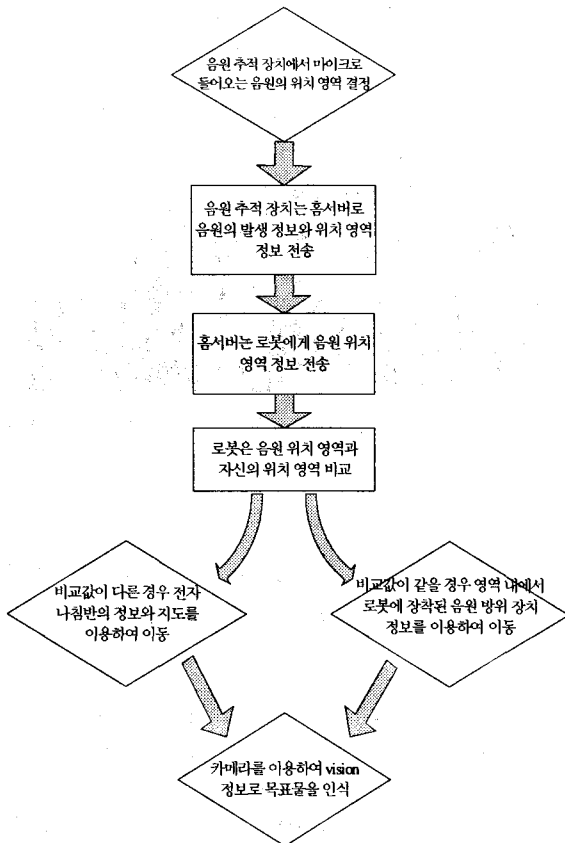 음원 추적 장치에서 마이크로
들어오는 음원의 위치 영역 결정
음원 추적 장치는 홈서버로
음원의 발생 정보와 위치 영역
정보 전송
홈서버는 로봇에게 음원 위치
영역 정보 전송
로봇은 음원 위치 영역과
자신의 위치 영역 비교
비교값이 다른 경우 전자
나침반의 정보와 지도를
이용하여 이동
비교값이 같을 경우 영역 내에서
로봇에 장착된 음원 방위 장치
정보를 이용하여 이동
카메라를 이용하여 vision
정보로 목표물을 인식